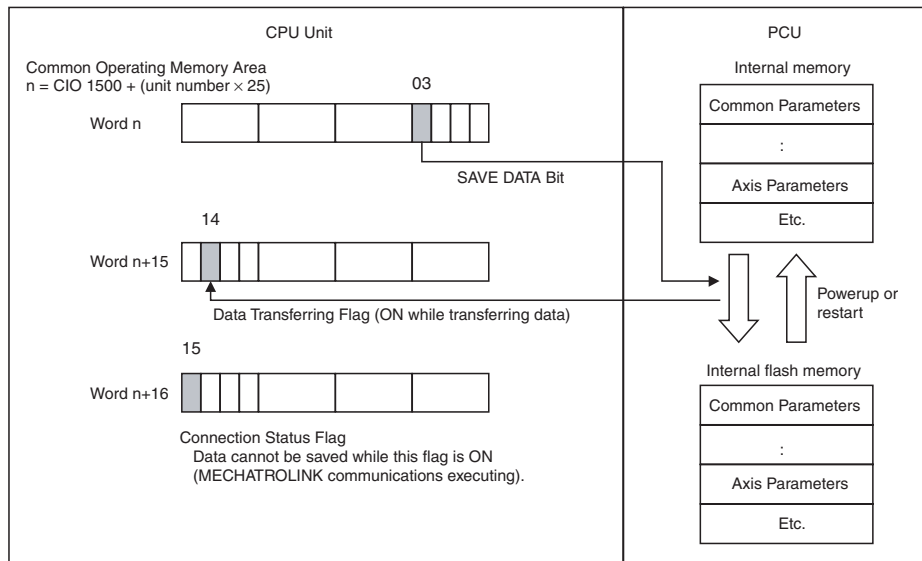 CPU Unit
Common Operating Memory Area
n = CIO 1500 + (unit number × 25)
03
Word n
SAVE DATA Bit
14
Word n+15
Data Transferring Flag (ON while transferring data)
15
Word n+16
Connection Status Flag
Data cannot be saved while this flag is ON
(MECHATROLINK communications executing).
PCU
Internal memory
Common Parameters
:
Axis Parameters
Etc.
Powerup or
restart
Internal flash memory
Common Parameters
:
Axis Parameters
Etc.